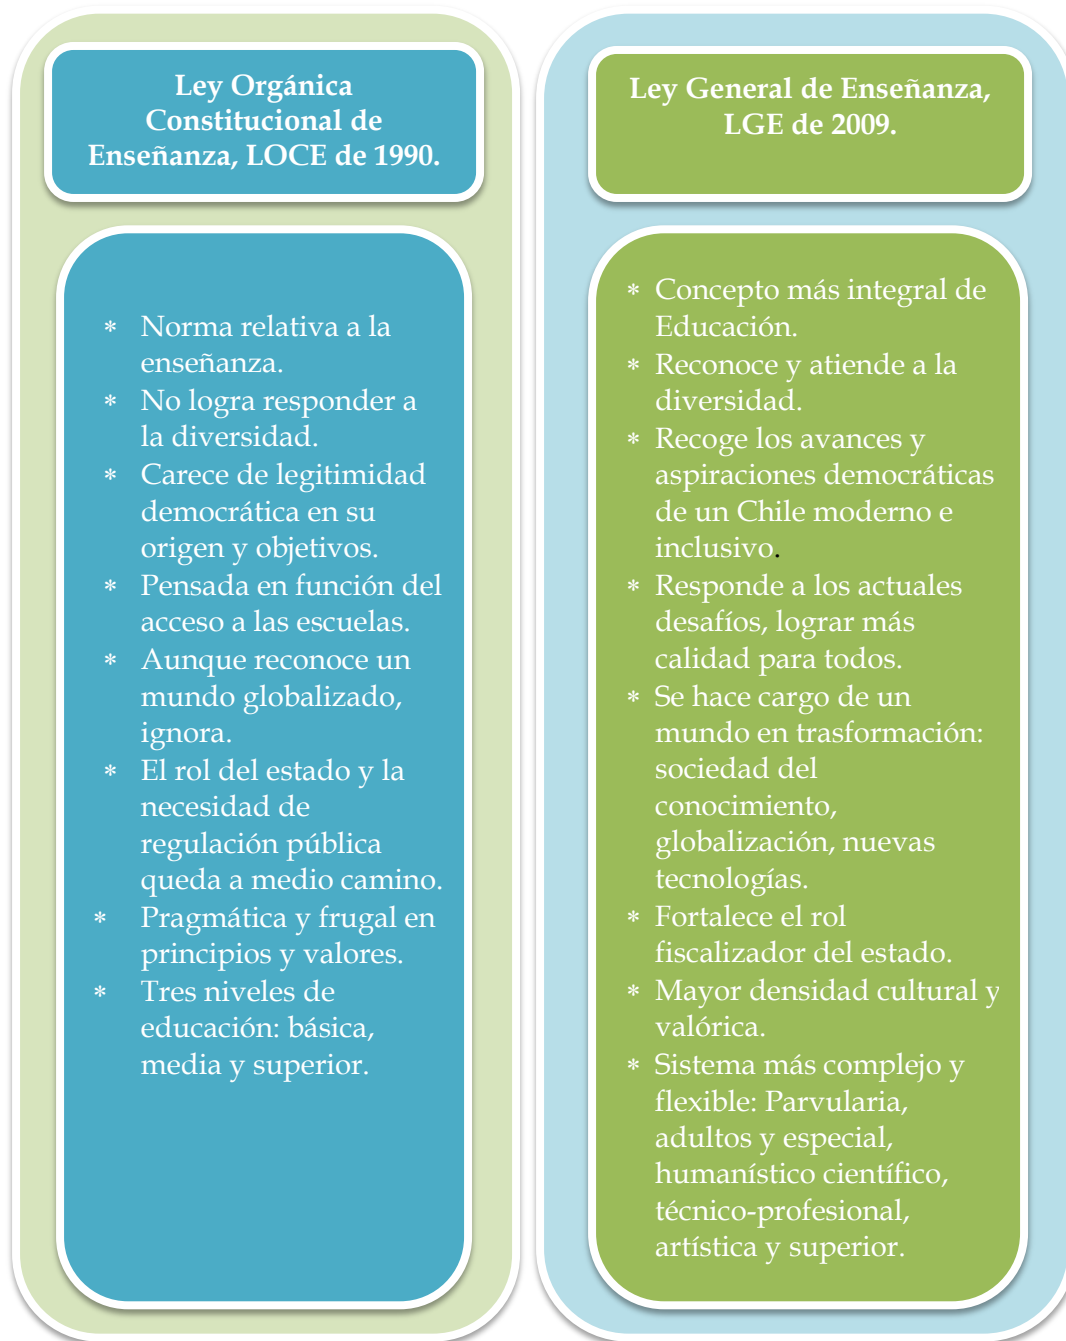 Ley Orgánica
Constitucional de
Enseñanza, LOCE de 1990.
* Norma relativa a la
enseñanza.
* No logra responder a
la diversidad.
* Carece de legitimidad
democrática en su
origen y objetivos.
* Pensada en función del
acceso a las escuelas.
* Aunque reconoce un
mundo globalizado,
ignora.
* El rol del estado y la
necesidad de
regulación pública
queda a medio camino.
* Pragmática y frugal en
principios y valores.
* Tres niveles de
educación: básica,
media y superior.
Ley General de Enseñanza,
LGE de 2009.
* Concepto más integral de
Educación.
* Reconoce y atiende a la
diversidad.
* Recoge los avances y
aspiraciones democráticas
de un Chile moderno e
inclusivo.
* Responde a los actuales
desafíos, lograr más
calidad para todos.
* Se hace cargo de un
mundo en trasformación:
sociedad del
conocimiento,
globalización, nuevas
tecnologías.
* Fortalece el rol
fiscalizador del estado.
* Mayor densidad cultural y
valórica.
* Sistema más complejo y
flexible: Parvularia,
adultos y especial,
humanístico científico,
técnico-profesional,
artística y superior.